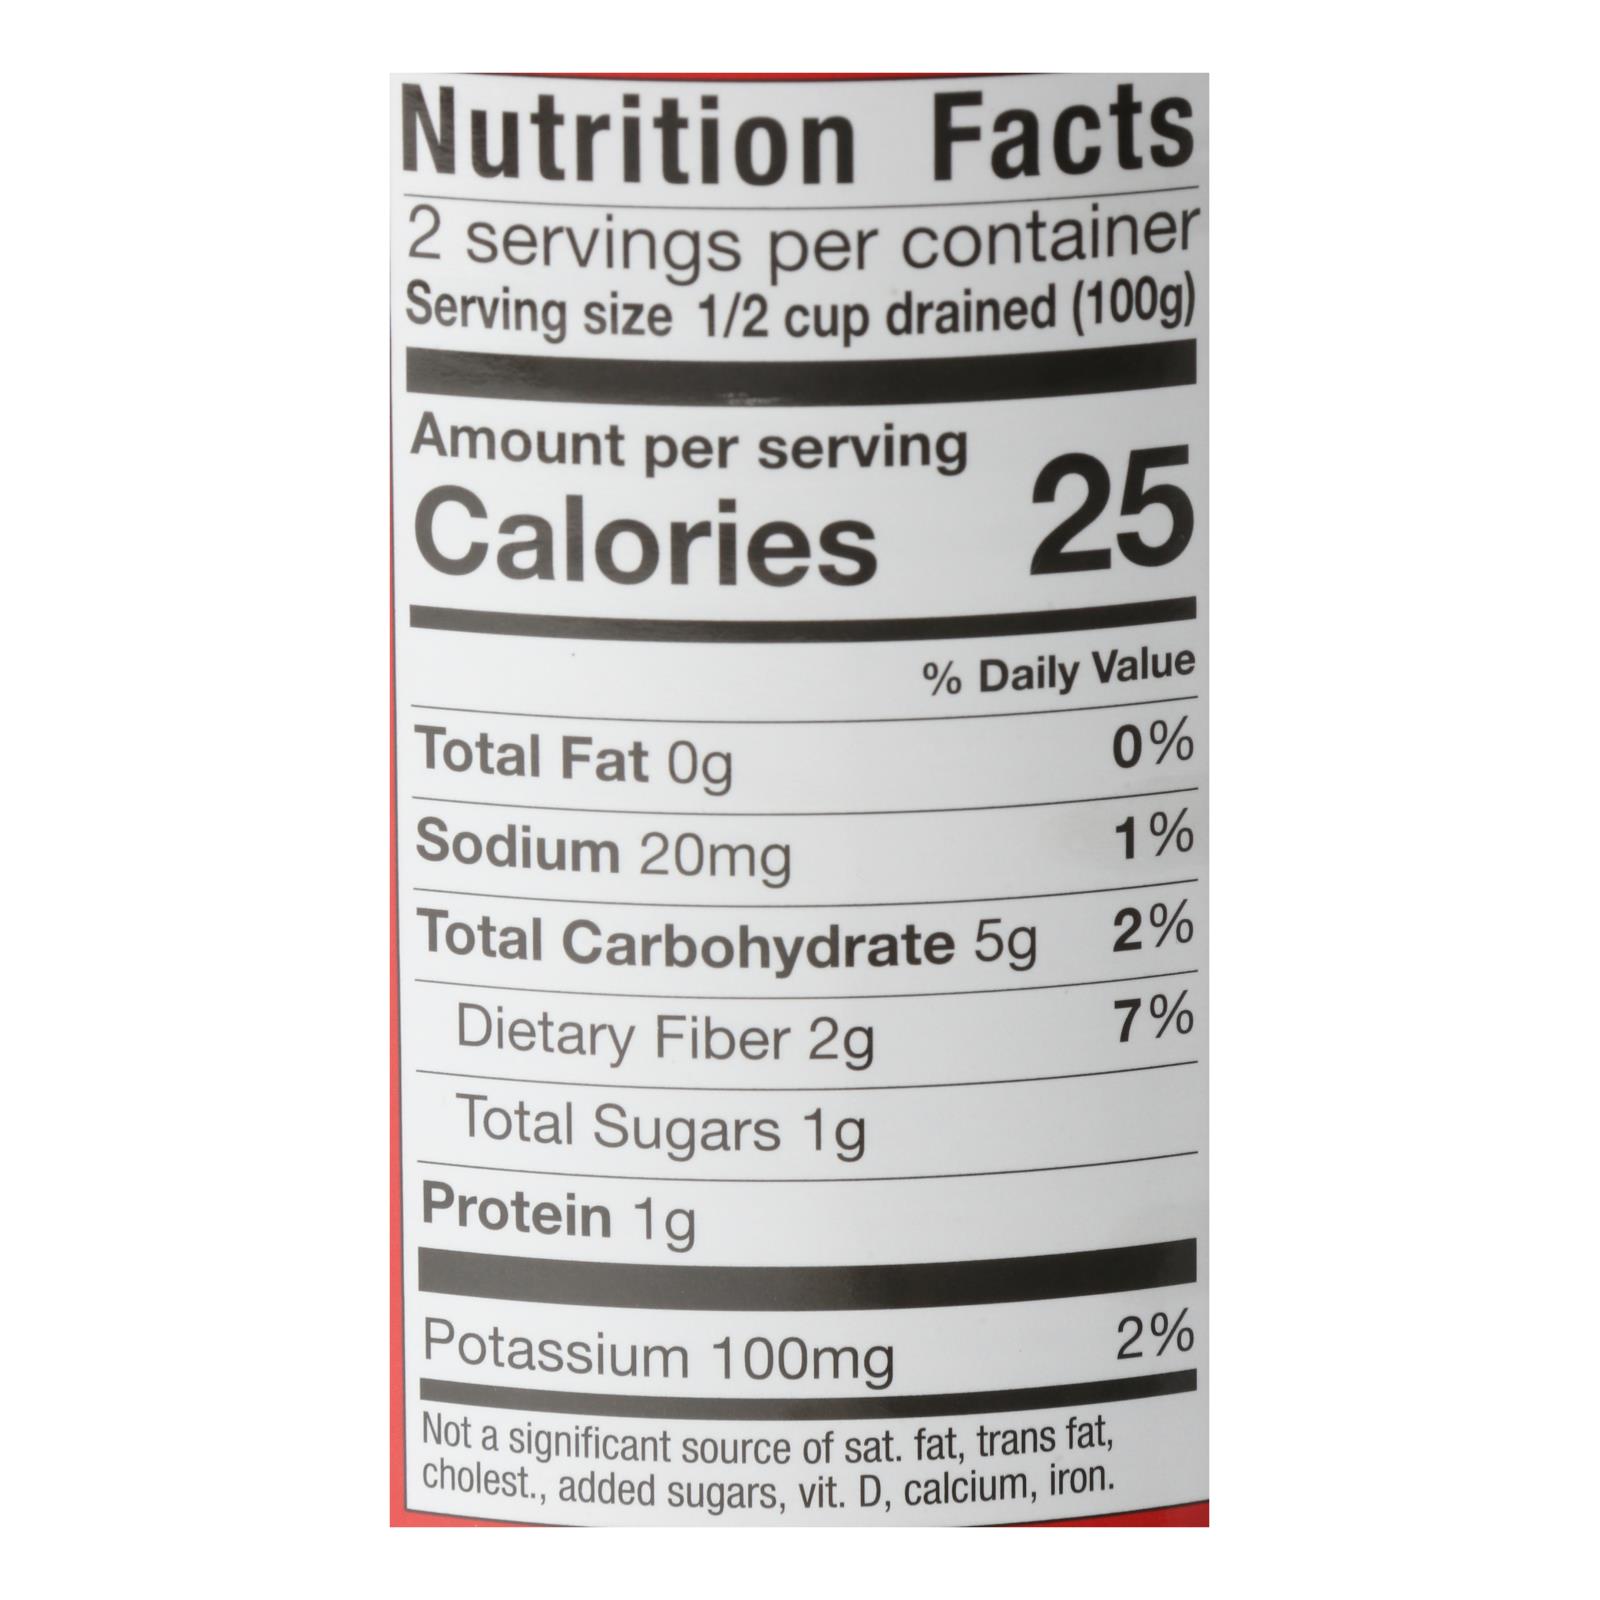 Nutrition Facts
2 servings per container
Serving size 1/2 cup drained (100g)
Amount per serving
Calories 25
% Daily Value
Total Fat 0g 0%
Sodium 20mg 1%
Total Carbohydrate 5g 2%
Dietary Fiber 2g 7%
Total Sugars 1g
Protein 1g
Potassium 100mg 2%
Not a significant source of sat. fat, trans fat,
cholest., added sugars, vit. D, calcium, iron.